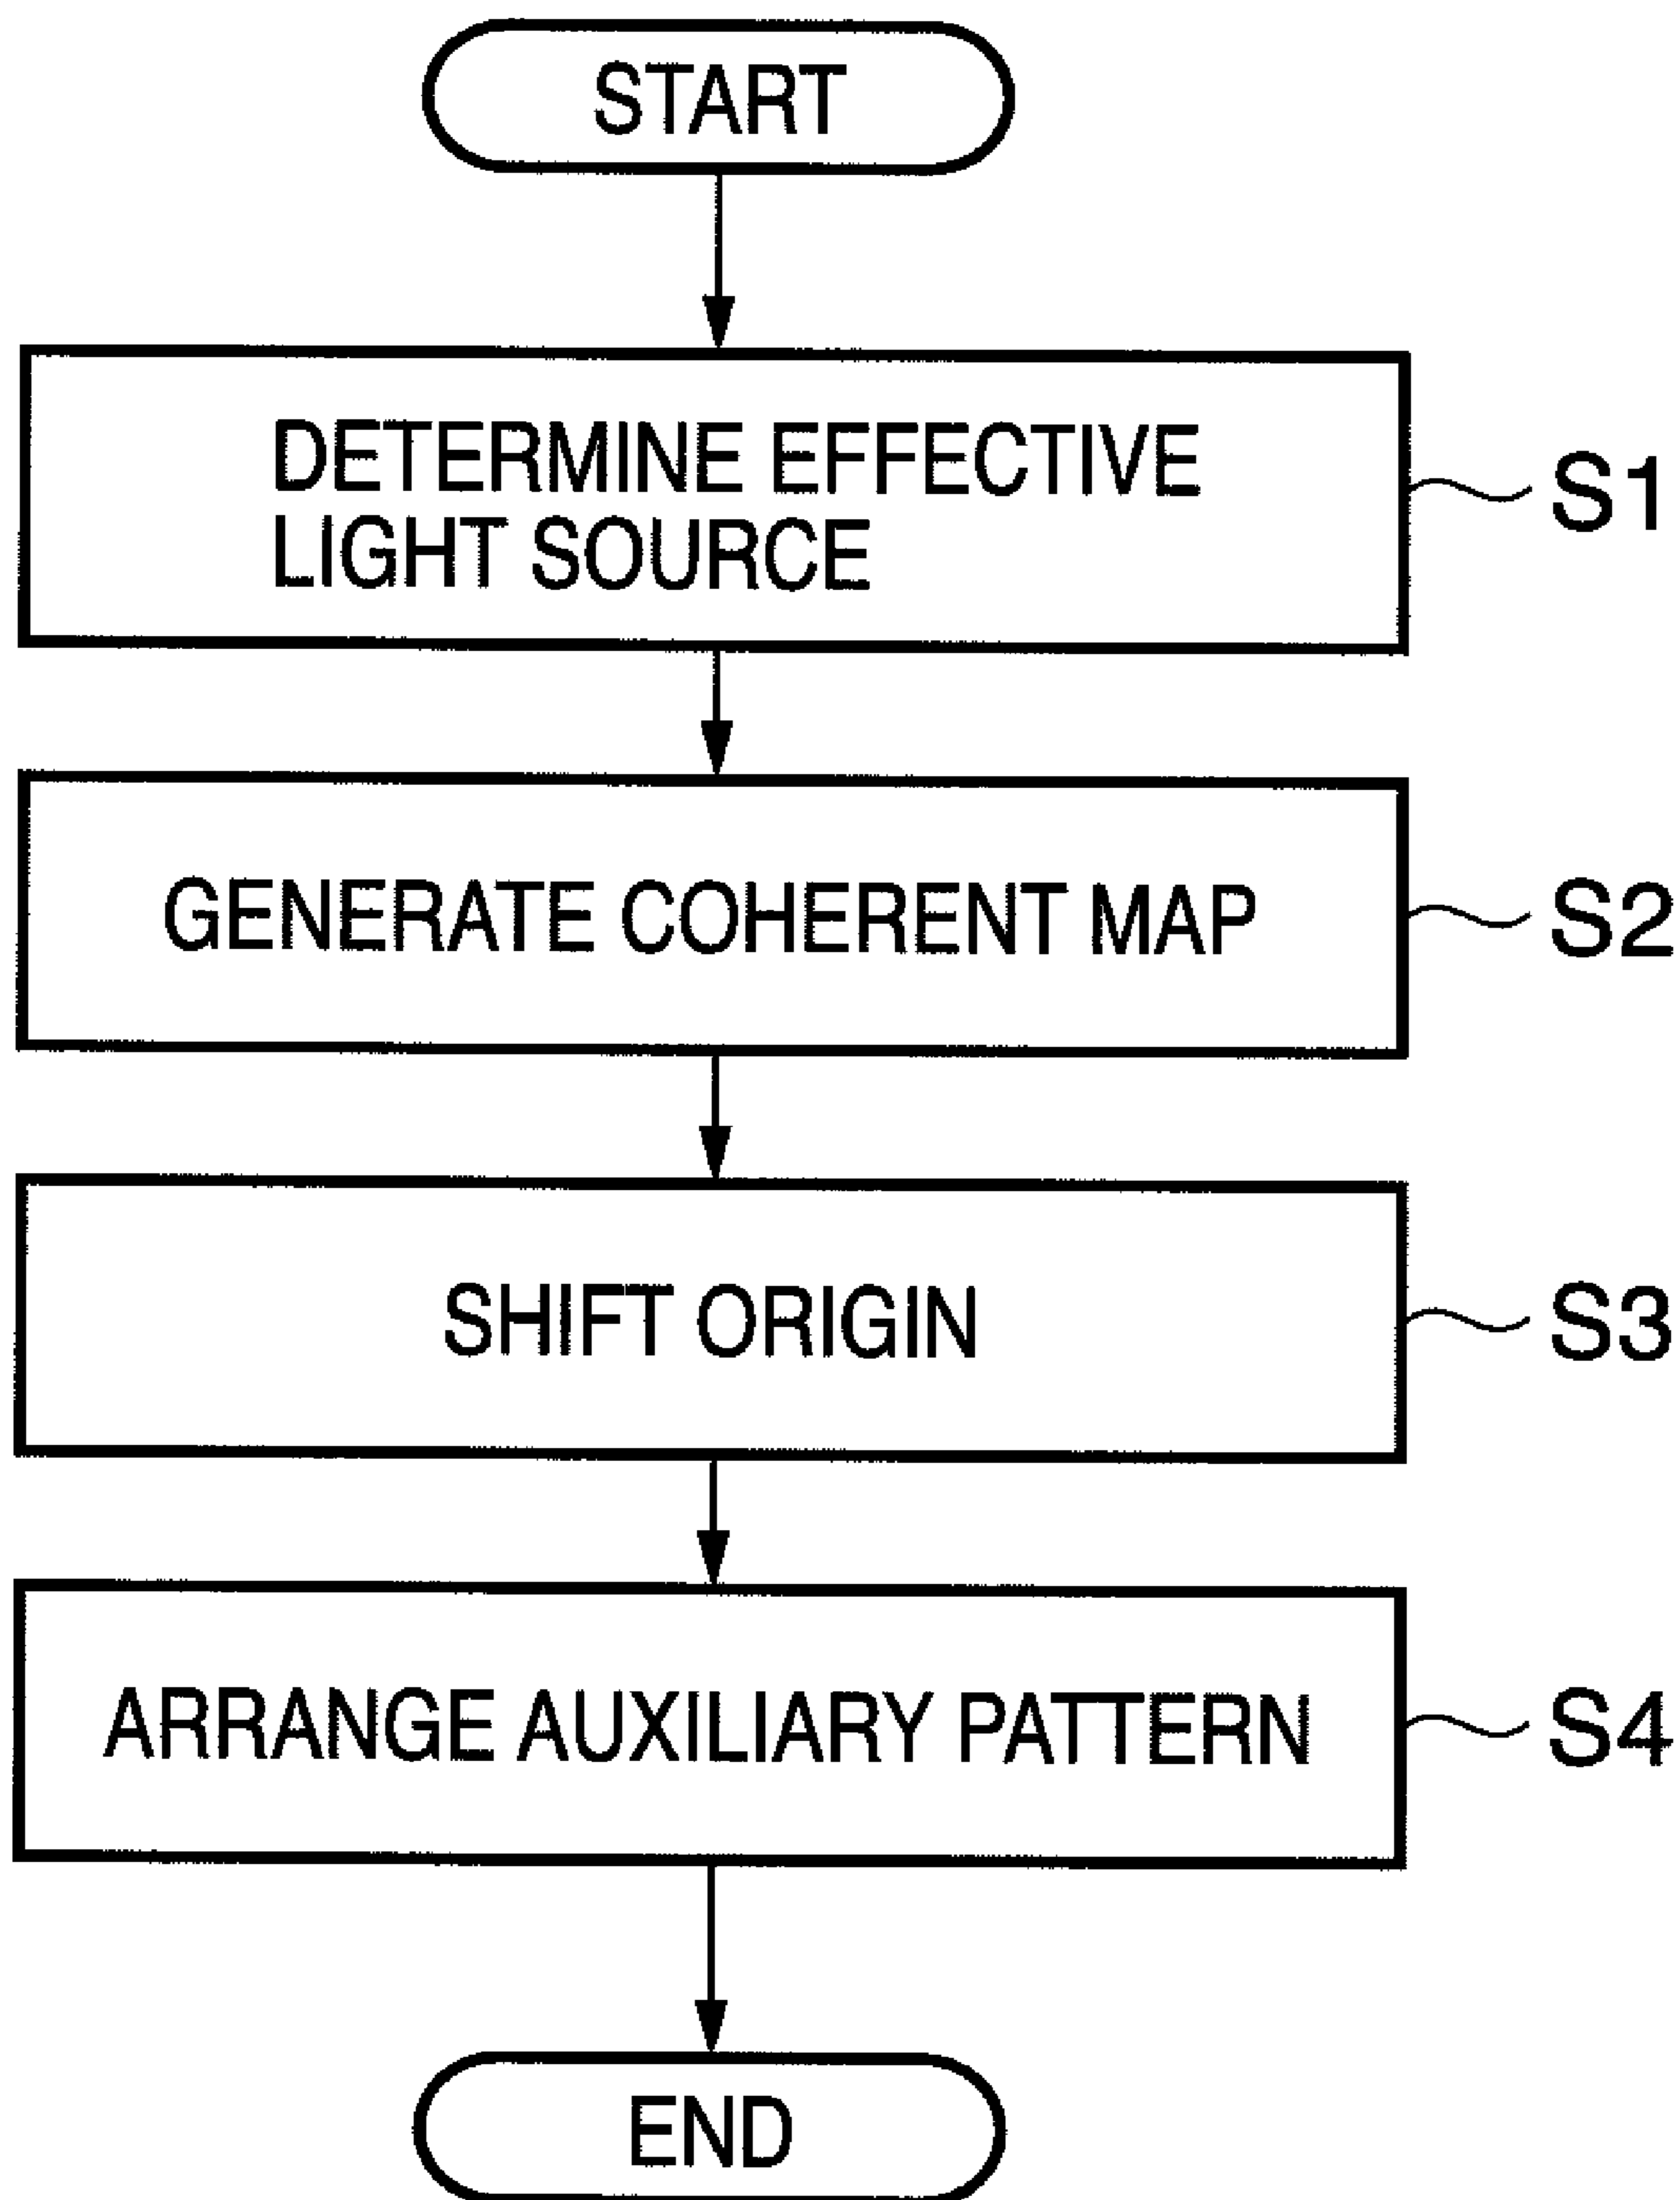 START
DETERMINE EFFECTIVE
LIGHT SOURCE
S1
GENERATE COHERENT MAP
S2
SHIFT ORIGIN
S3
ARRANGE AUXILIARY PATTERN
S4
END